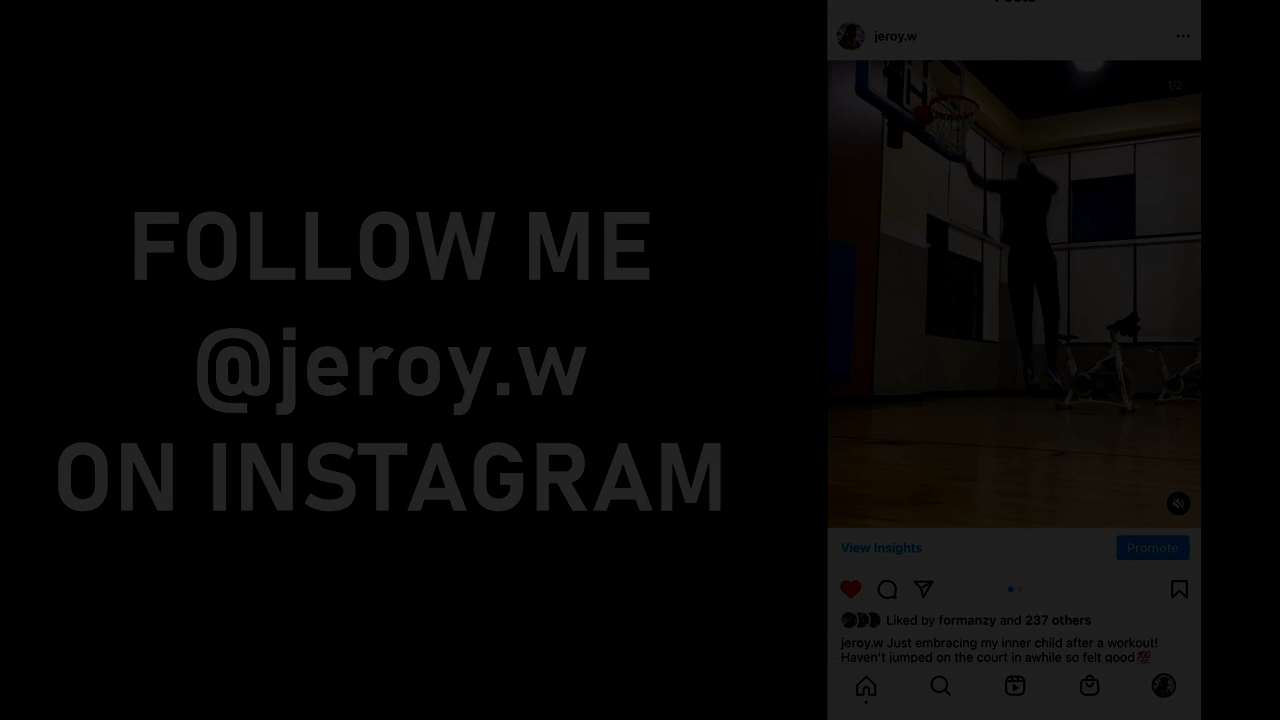 FOLLOW ME
@jeroy.w
ON INSTAGRAM
jeroy.w
1/2
View Insights
Promote
Liked by formanzy and 237 others
jeroy.w Just embracing my inner child after a workout!
Haven't jumped on the court in awhile so felt good💯